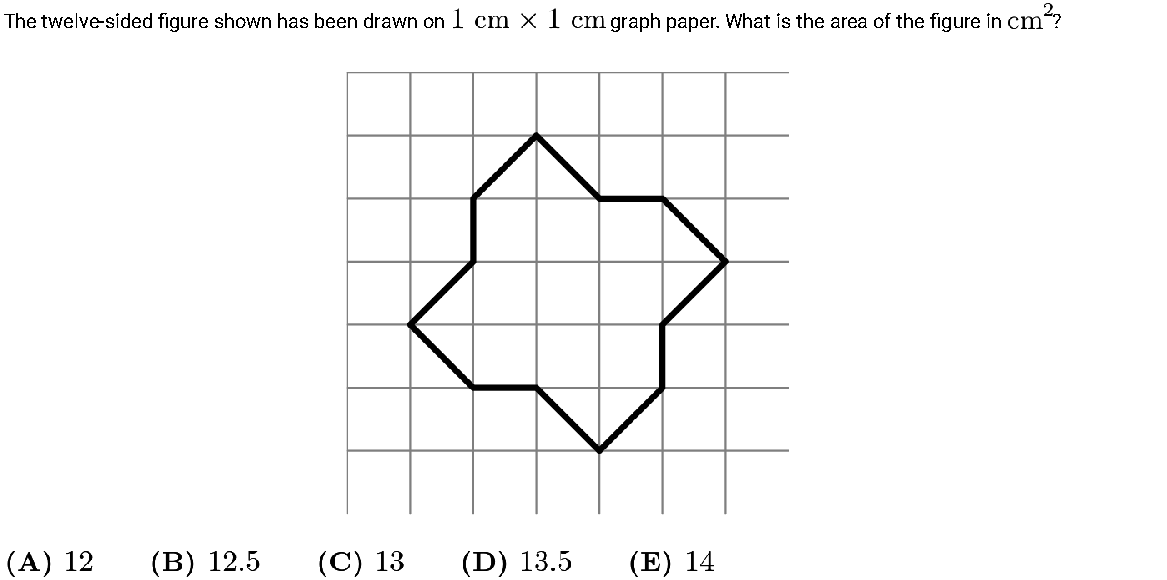 The twelve-sided figure shown has been drawn on 1 cm × 1 cm graph paper. What is the area of the figure in cm²?
(A) 12 (B) 12.5 (C) 13 (D) 13.5 (E) 14